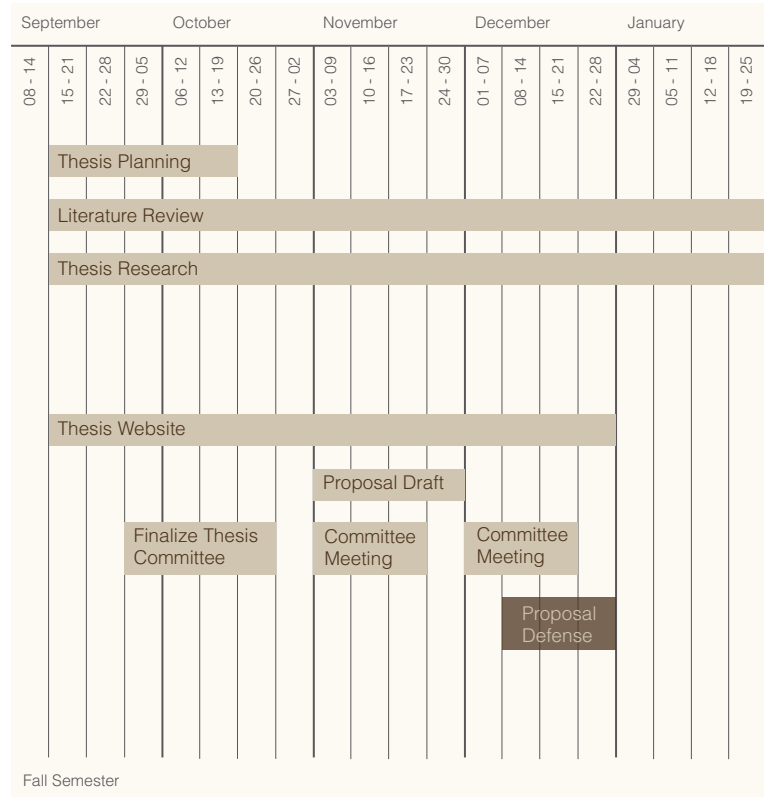 September October November December January
08 - 14 15 - 21 22 - 28 29 - 05 06 - 12 13 - 19 20 - 26 27 - 02 03 - 09 10 - 16 17 - 23 24 - 30 01 - 07 08 - 14 15 - 21 22 - 28 29 - 04 05 - 11 12 - 18 19 - 25
Thesis Planning
Literature Review
Thesis Research
Thesis Website
Proposal Draft
Finalize Thesis
Committee
Committee
Meeting
Committee
Meeting
Proposal
Defense
Fall Semester